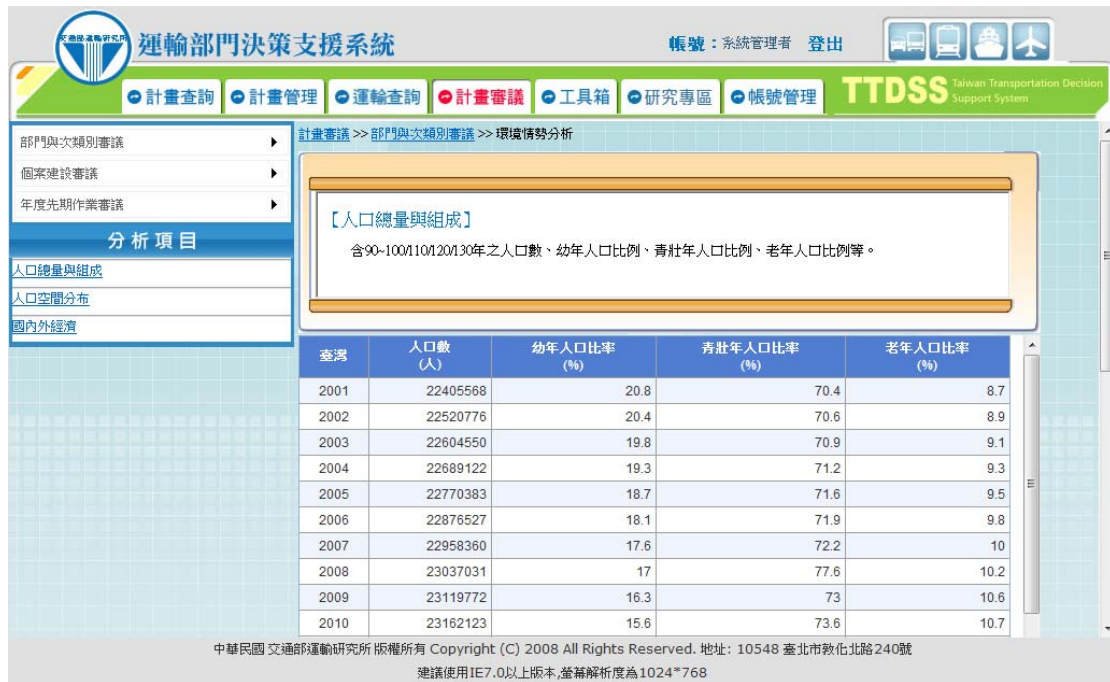 交通部運輸研究所
運輸部門決策支援系統
帳號：系統管理者 登出
計畫查詢 計畫管理 運輸查詢 計畫審議 工具箱 研究專區 帳號管理
TTDSS Taiwan Transportation Decision
Support System
部門與次類別審議
個案建設審議
年度先期作業審議
分析項目
人口總量與組成
人口空間分布
國內外經濟
計畫審議 >> 部門與次類別審議 >> 環境情勢分析
【人口總量與組成】
含90~100/110/120/130年之人口數、幼年人口比例、青壯年人口比例、老年人口比例等。
臺灣 人口數 幼年人口比率 青壯年人口比率 老年人口比率
(人) (%) (%) (%)
2001 22405568 20.8 70.4 8.7
2002 22520776 20.4 70.6 8.9
2003 22604550 19.8 70.9 9.1
2004 22689122 19.3 71.2 9.3
2005 22770383 18.7 71.6 9.5
2006 22876527 18.1 71.9 9.8
2007 22958360 17.6 72.2 10
2008 23037031 17 77.6 10.2
2009 23119772 16.3 73 10.6
2010 23162123 15.6 73.6 10.7
中華民國 交通部運輸研究所 版權所有 Copyright (C) 2008 All Rights Reserved. 地址: 10548 臺北市敦化北路240號
建議使用IE7.0以上版本,螢幕解析度為1024*768